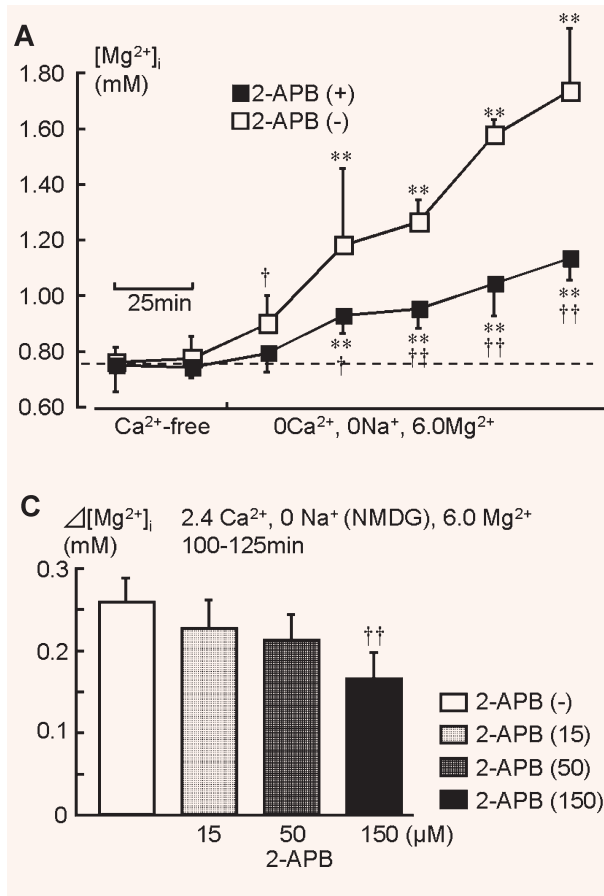 A
[Mg²⁺]ᵢ
(mM)
2-APB (+)
2-APB (-)
1.80
1.60
1.40
1.20
1.00
0.80
0.60
**
**
**
**
†
25min
**
†
**
††
**
††
**
††
Ca²⁺-free
0Ca²⁺, 0Na⁺, 6.0Mg²⁺
C
⊿[Mg²⁺]ᵢ
(mM)
2.4 Ca²⁺, 0 Na⁺ (NMDG), 6.0 Mg²⁺
100-125min
0.3
0.2
0.1
0
††
2-APB (-)
2-APB (15)
2-APB (50)
2-APB (150)
15 50 150 (μM)
2-APB